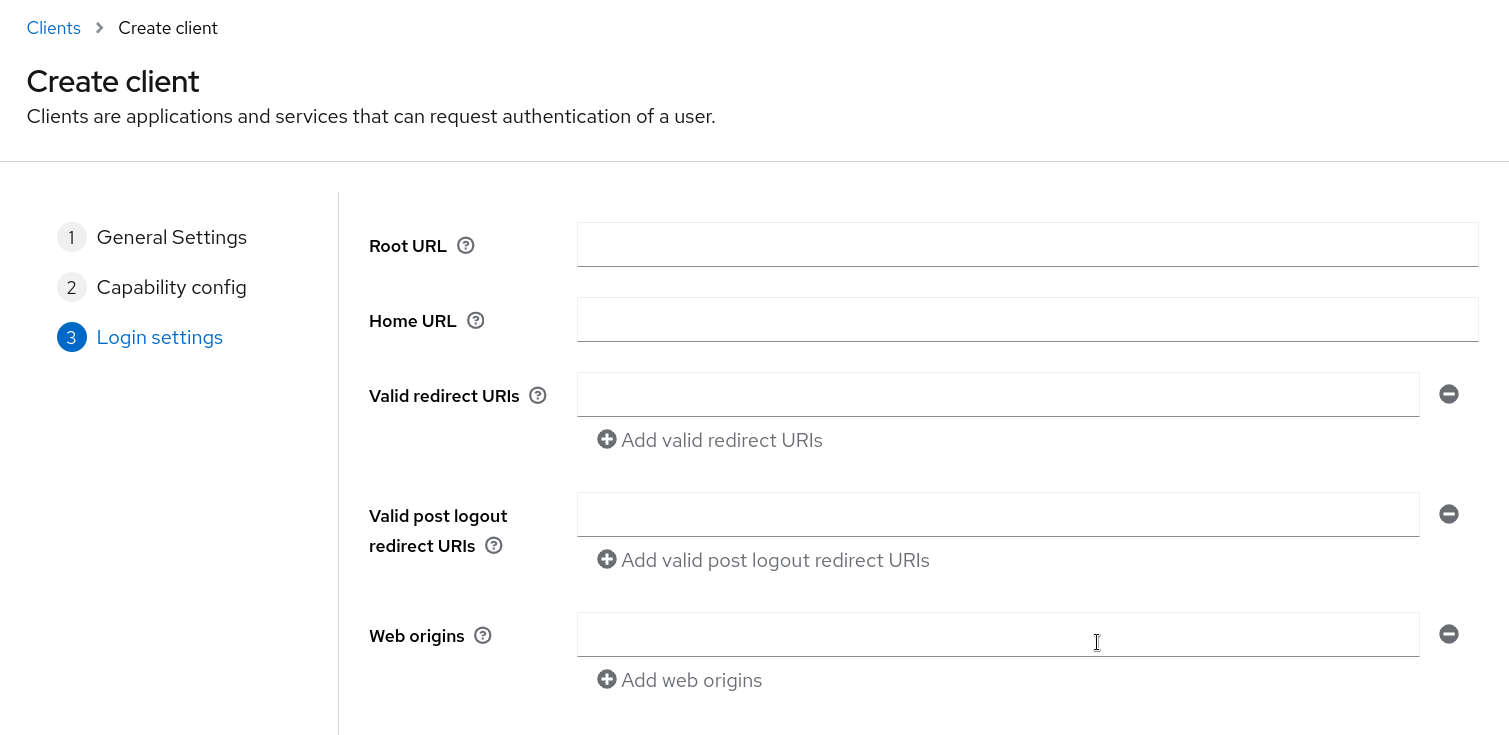 Clients > Create client
Create client
Clients are applications and services that can request authentication of a user.
1 General Settings
2 Capability config
3 Login settings
Root URL ?
Home URL ?
Valid redirect URIs ?
Add valid redirect URIs
Valid post logout
redirect URIs ?
Add valid post logout redirect URIs
Web origins ?
Add web origins